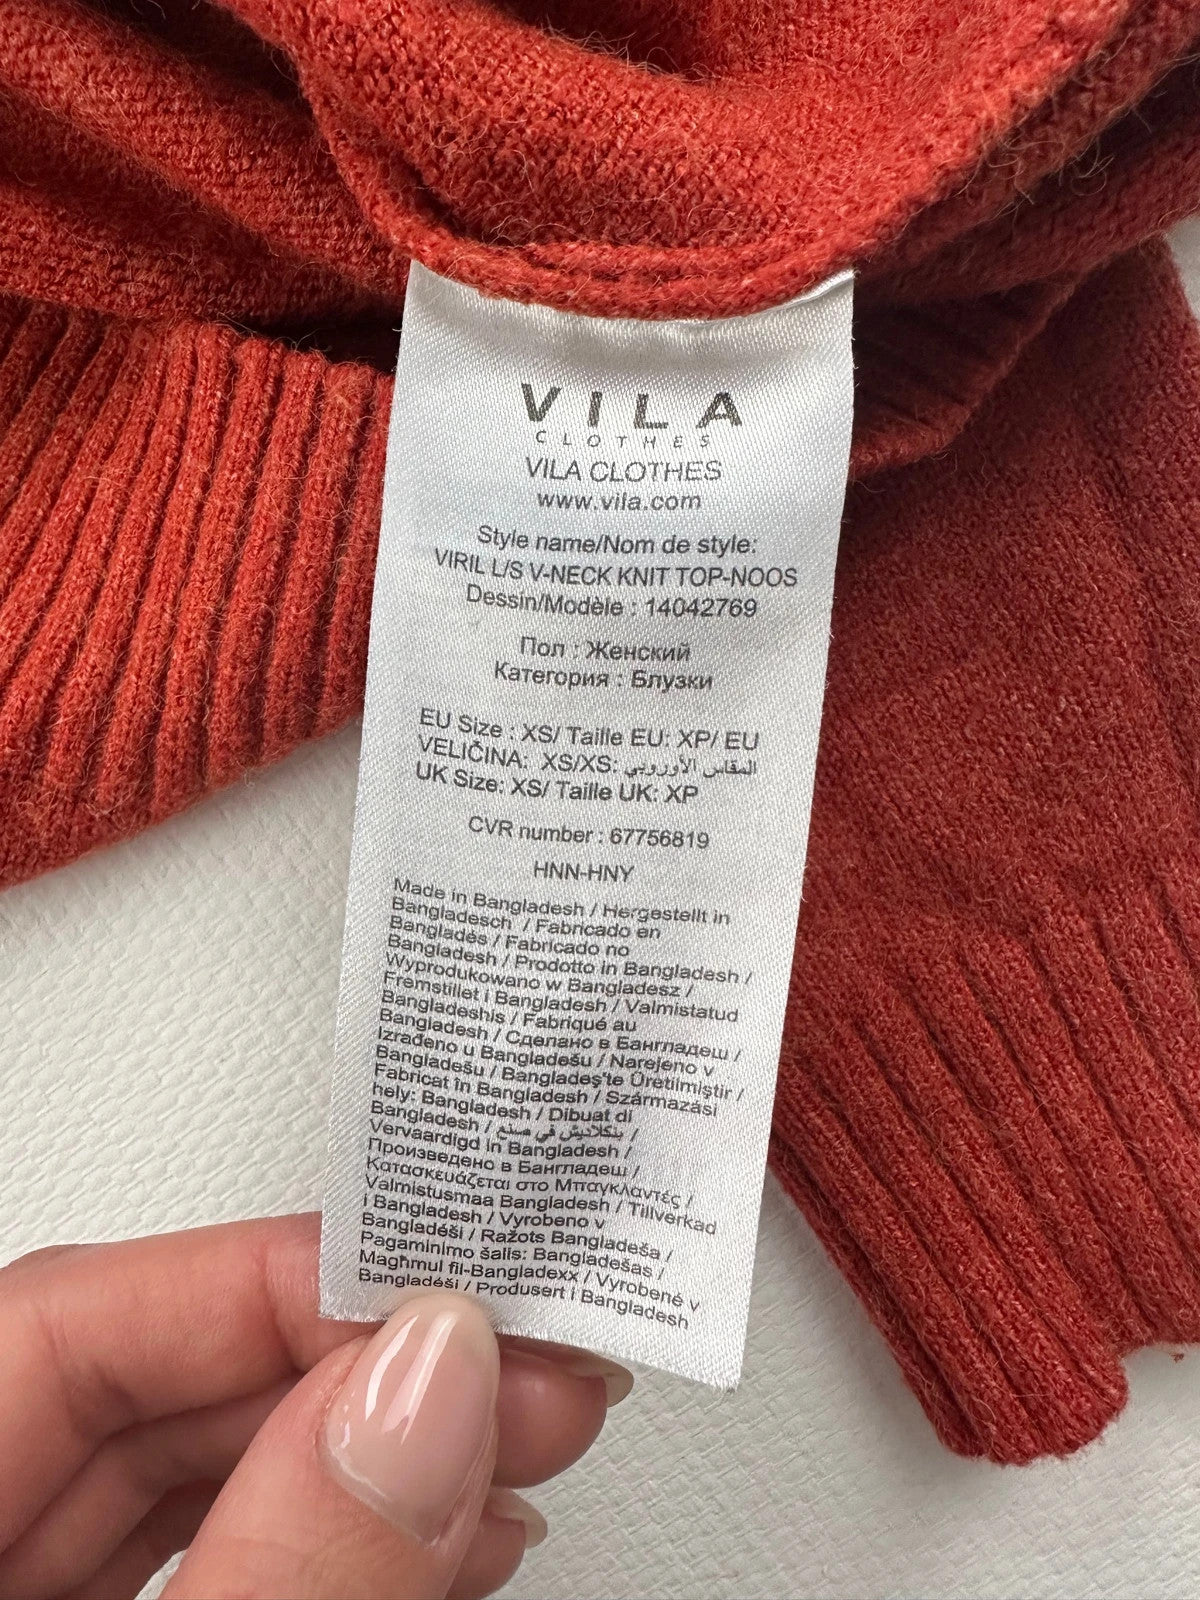 VILA
CLOTHES
VILA CLOTHES
www.vila.com
Style name/Nom de style:
VIRIL L/S V-NECK KNIT TOP-NOOS
Dessin/Modèle : 14042769
Пол : Женский
Категория : Блузки
EU Size : XS/ Taille EU: XP/ EU
VELIČINA: XS/XS: المقاس الأوروبي
UK Size: XS/ Taille UK: XP
CVR number : 67756819
HNN-HNY
Made in Bangladesh / Hergestellt in
Bangladesch / Fabricado en
Bangladés / Fabricado no
Bangladesh / Prodotto in Bangladesh /
Wyprodukowano w Bangladesz /
Fremstillet i Bangladesh / Valmistatud
Bangladeshis / Fabriqué au
Bangladesh / Сделано в Бангладеш /
Izrađeno u Bangladešu / Narejeno v
Bangladešu / Bangladeş'te Üretilmiştir /
Fabricat în Bangladesh / Származási
hely: Bangladesh / Dibuat di
Bangladesh / بنكلاديش في صنع /
Vervaardigd in Bangladesh /
Произведено в Бангладеш /
Κατασκευάζεται στο Μπαγκλαντές /
Valmistusmaa Bangladesh / Tillverkad
i Bangladesh / Vyrobeno v
Bangladéši / Ražots Bangladeša /
Pagaminimo šalis: Bangladešas /
Magħmul fil-Bangladexx / Vyrobené v
Bangladéši / Produsert i Bangladesh